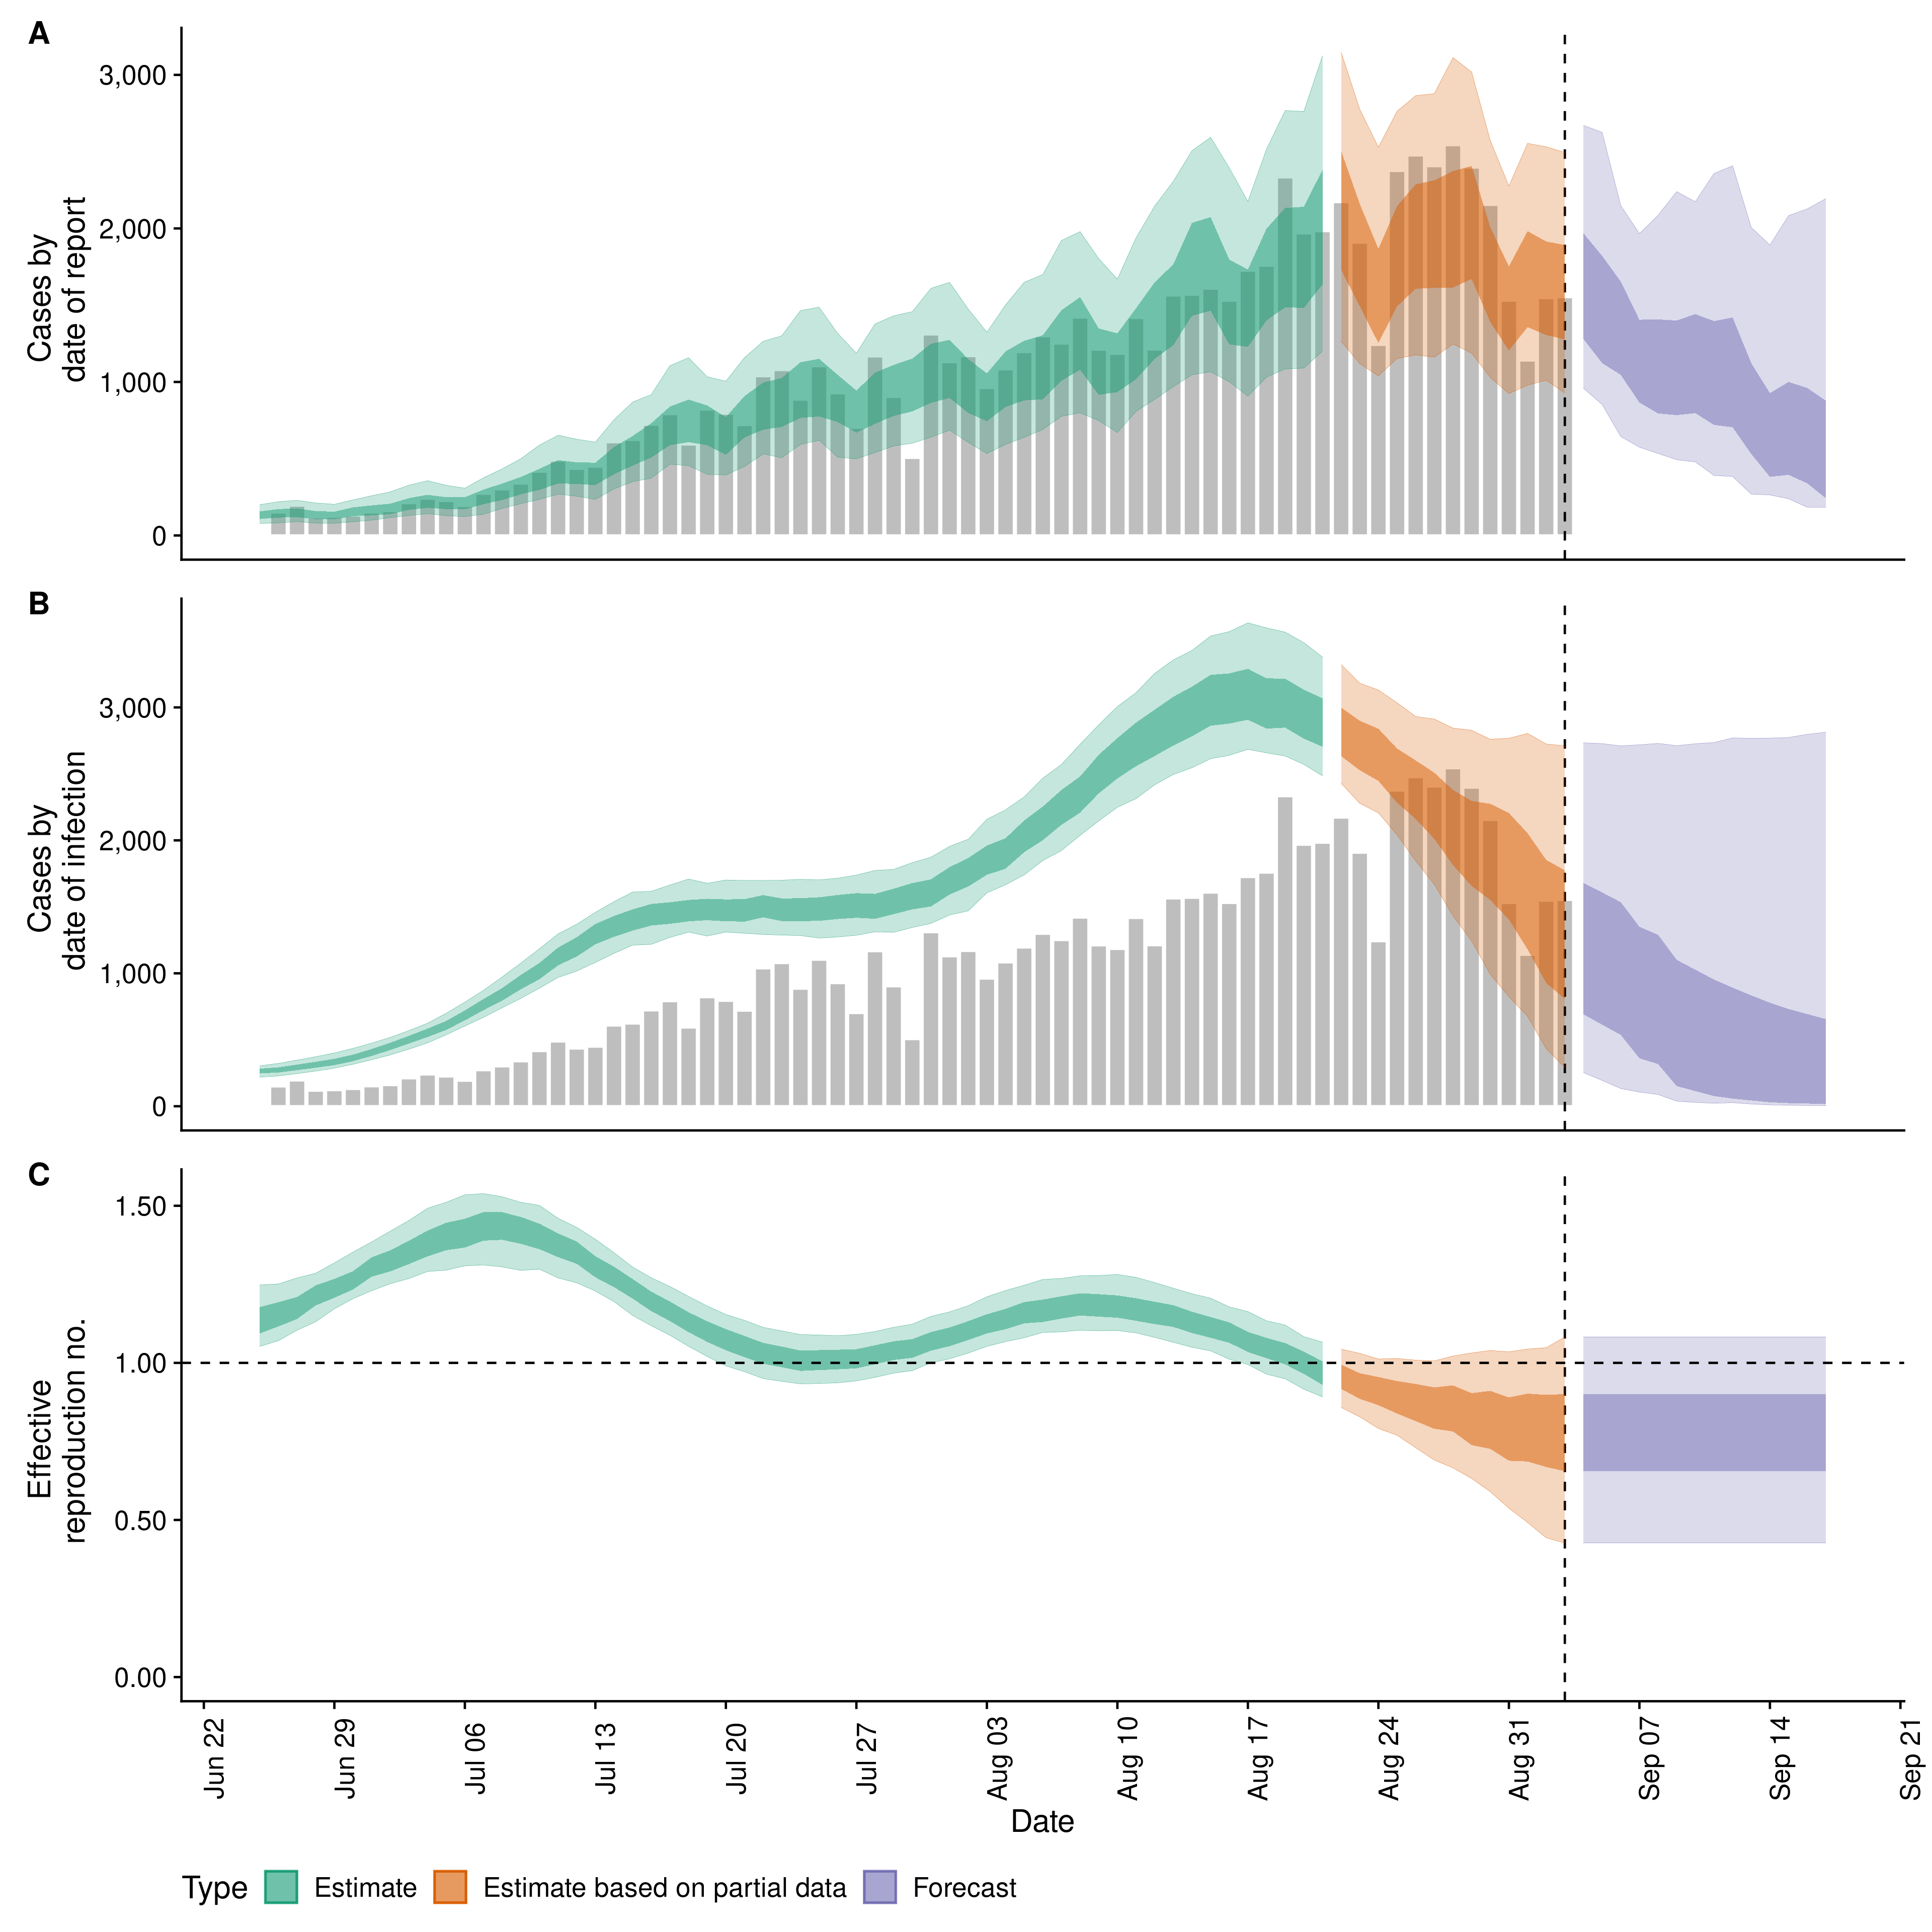 A
Cases by
date of report
3,000
2,000
1,000
0
B
Cases by
date of infection
3,000
2,000
1,000
0
C
Effective
reproduction no.
1.50
1.00
0.50
0.00
Jun 22
Jun 29
Jul 06
Jul 13
Jul 20
Jul 27
Aug 03
Aug 10
Aug 17
Aug 24
Aug 31
Sep 07
Sep 14
Sep 21
Date
Type
Estimate
Estimate based on partial data
Forecast